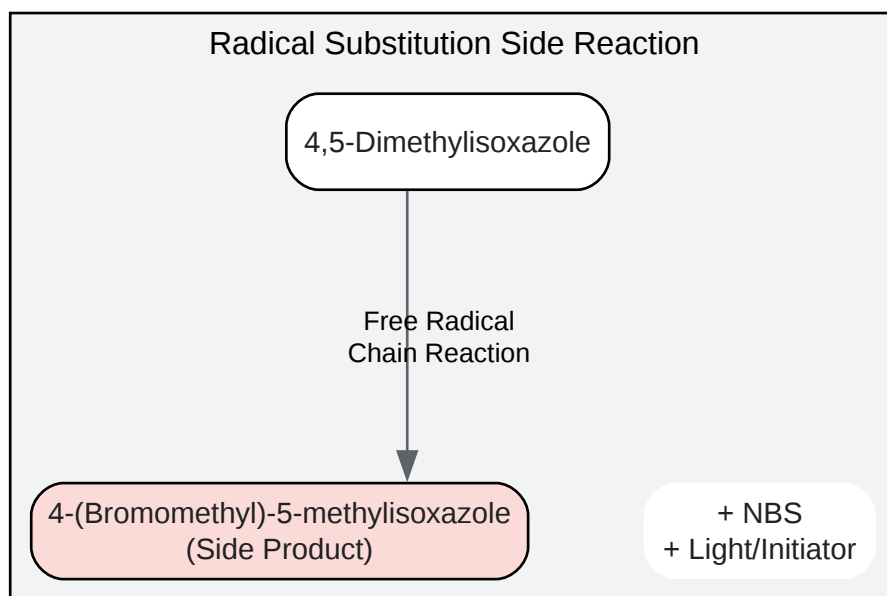 Radical Substitution Side Reaction
4,5-Dimethylisoxazole
Free Radical
Chain Reaction
4-(Bromomethyl)-5-methylisoxazole
(Side Product)
+ NBS
+ Light/Initiator